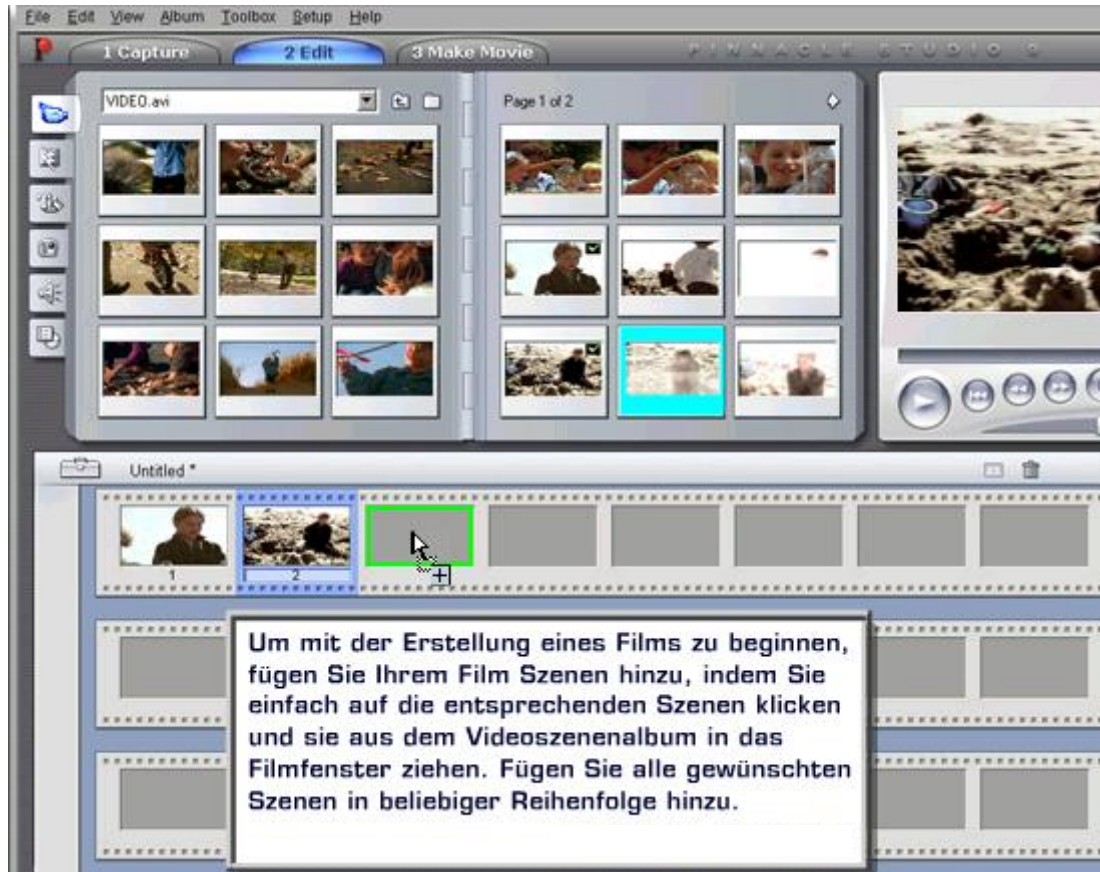 File Edit View Album Toolbox Setup Help
1 Capture 2 Edit 3 Make Movie PINNACLE STUDIO 9
VIDEO.avi Page 1 of 2
Untitled *
1 2
Um mit der Erstellung eines Films zu beginnen,
fügen Sie Ihrem Film Szenen hinzu, indem Sie
einfach auf die entsprechenden Szenen klicken
und sie aus dem Videoszenenalbum in das
Filmfenster ziehen. Fügen Sie alle gewünschten
Szenen in beliebiger Reihenfolge hinzu.